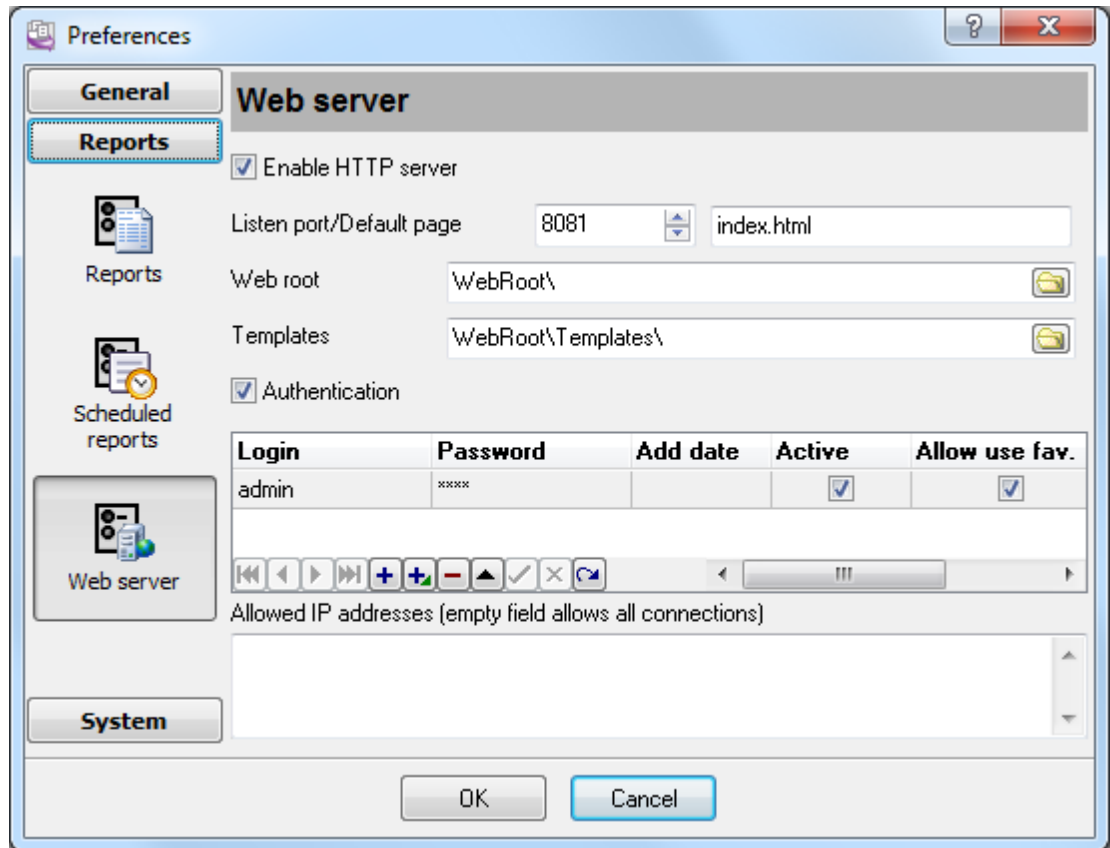 Preferences
General
Reports
Reports
Scheduled
reports
Web server
System
Web server
Enable HTTP server
Listen port/Default page 8081 index.html
Web root WebRoot\
Templates WebRoot\Templates\
Authentication
Login Password Add date Active Allow use fav.
admin ****
Allowed IP addresses (empty field allows all connections)
OK Cancel